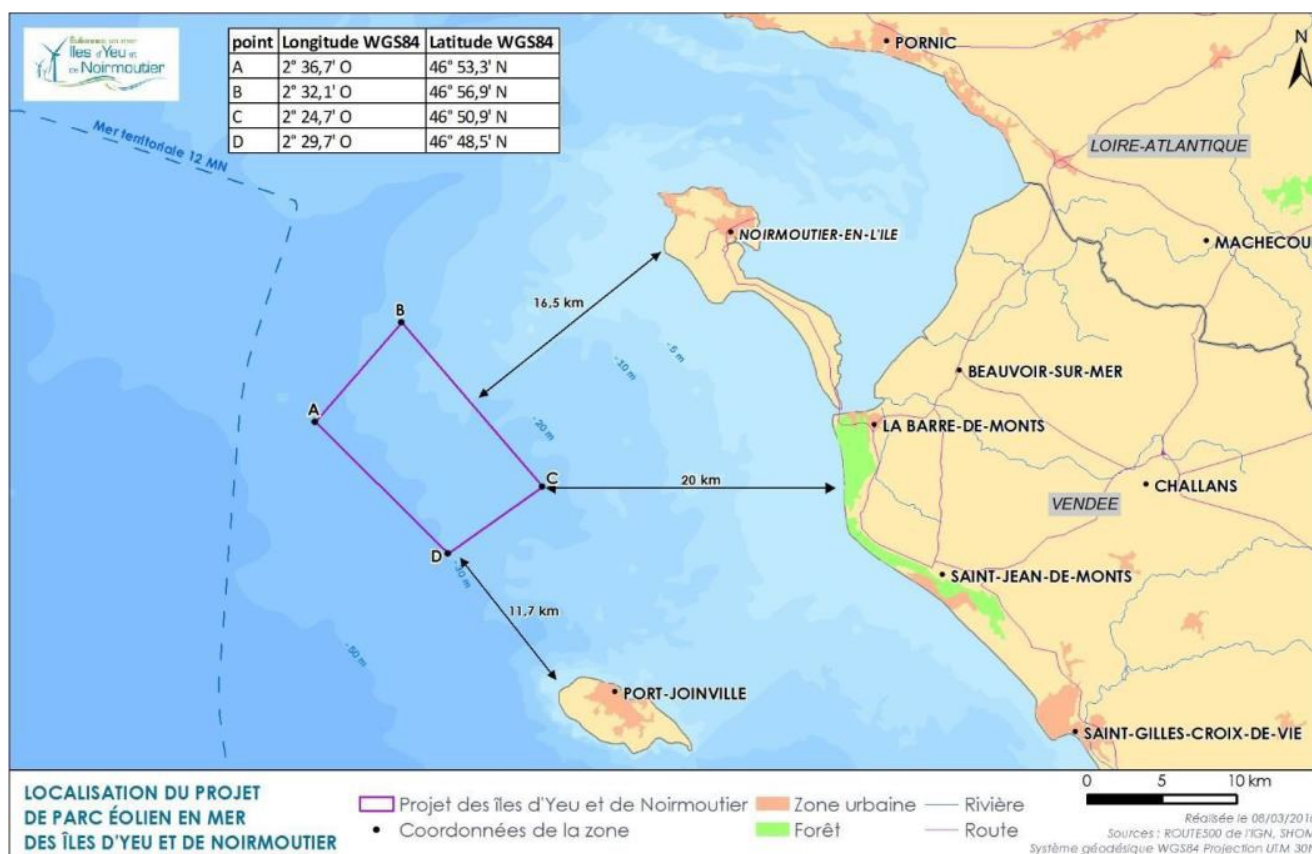 Éoliennes en mer
Iles d'Yeu et
de Noirmoutier
point Longitude WGS84 Latitude WGS84
A 2° 36,7' O 46° 53,3' N
B 2° 32,1' O 46° 56,9' N
C 2° 24,7' O 46° 50,9' N
D 2° 29,7' O 46° 48,5' N
PORNIC
N
Mer territoriale 12 MN
LOIRE-ATLANTIQUE
NOIRMOUTIER-EN-L'ILE
MACHECOU
16,5 km
B
- 5 m
- 10 m
BEAUVOIR-SUR-MER
A
- 20 m
LA BARRE-DE-MONTS
C
20 km
CHALLANS
VENDEE
D
- 30 m
SAINT-JEAN-DE-MONTS
11,7 km
- 50 m
PORT-JOINVILLE
SAINT-GILLES-CROIX-DE-VIE
LOCALISATION DU PROJET
DE PARC ÉOLIEN EN MER
DES ÎLES D'YEU ET DE NOIRMOUTIER
Projet des îles d'Yeu et de Noirmoutier
Coordonnées de la zone
Zone urbaine
Forêt
Rivière
Route
0 5 10 km
Réalisée le 08/03/201
Sources : ROUTE500 de l'IGN, SHOM
Système géodésique WGS84 Projection UTM 30